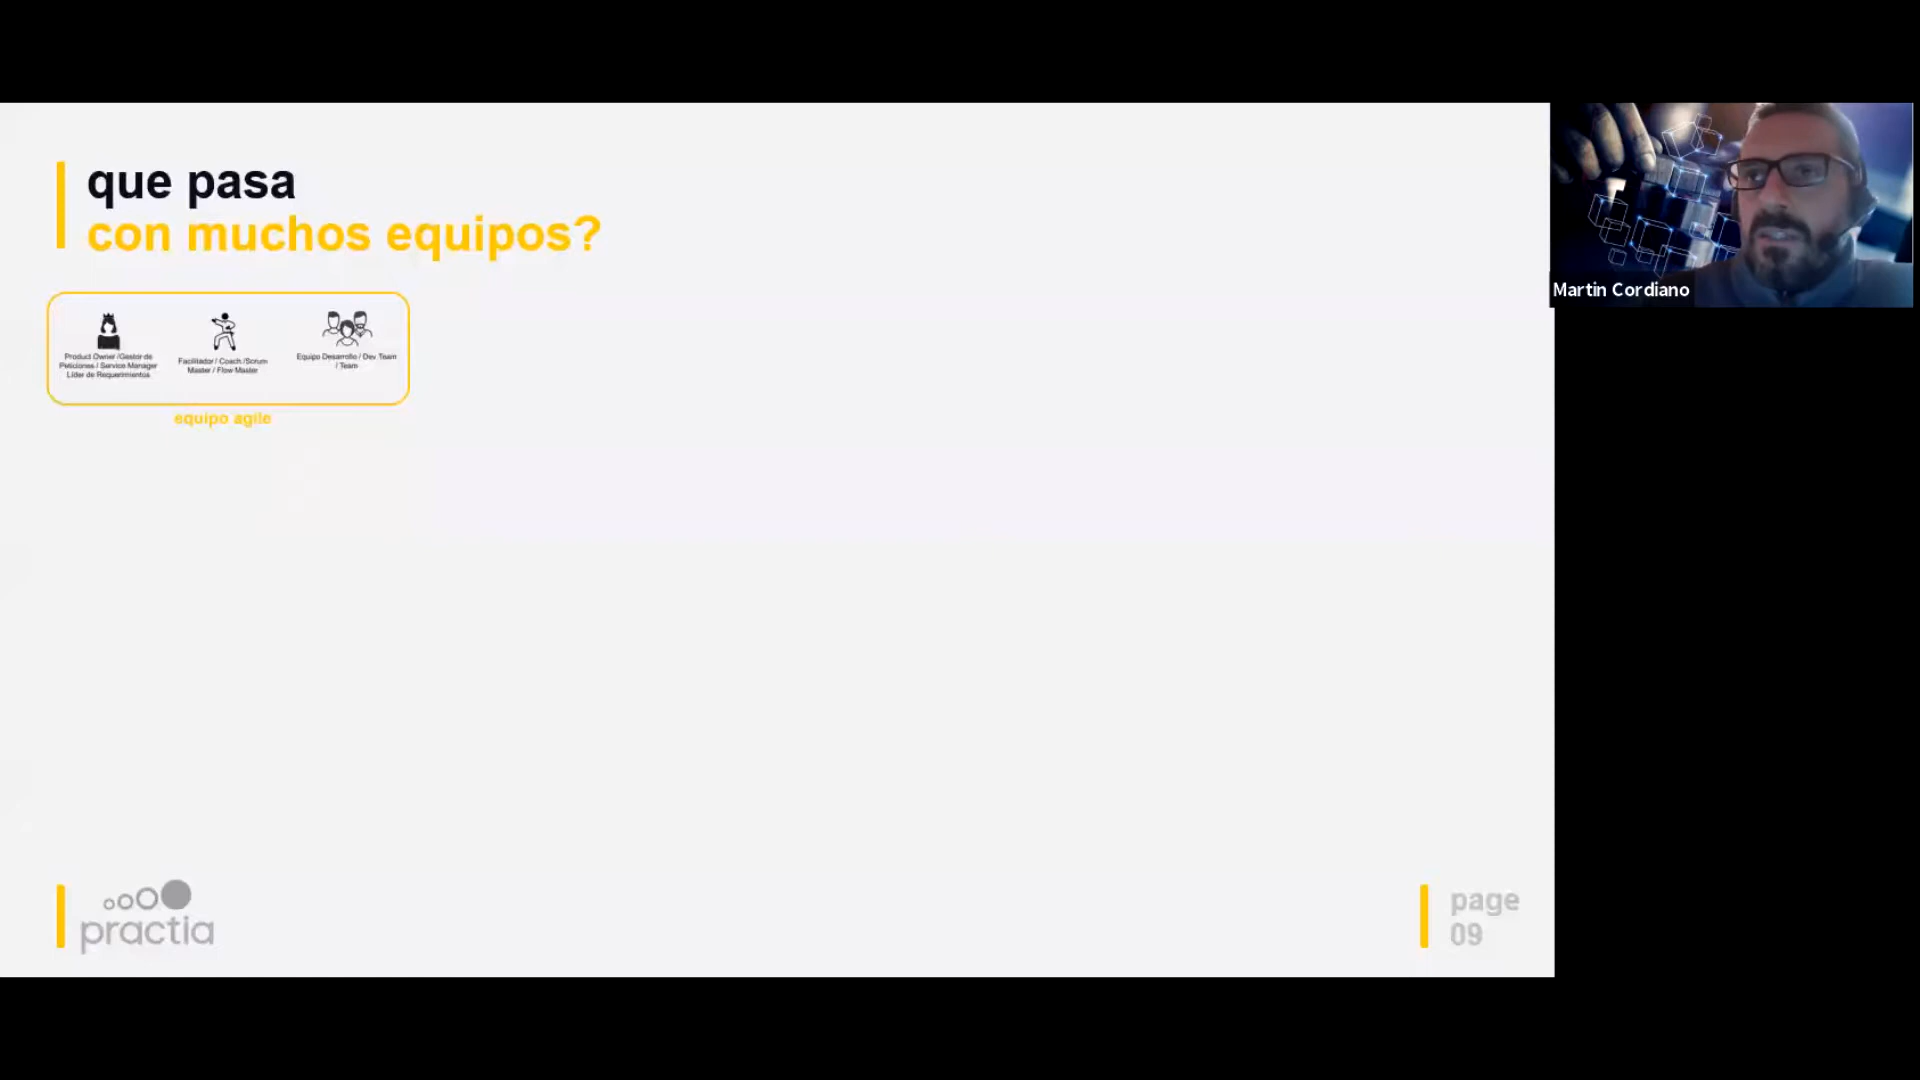 que pasa
con muchos equipos?
Product Owner /Gestor de
Peticiones / Service Manager
Líder de Requerimientos
Facilitador / Coach /Scrum
Master / Flow Master
Equipo Desarrollo / Dev Team
/ Team
equipo agile
practia
page
09
Martin Cordiano